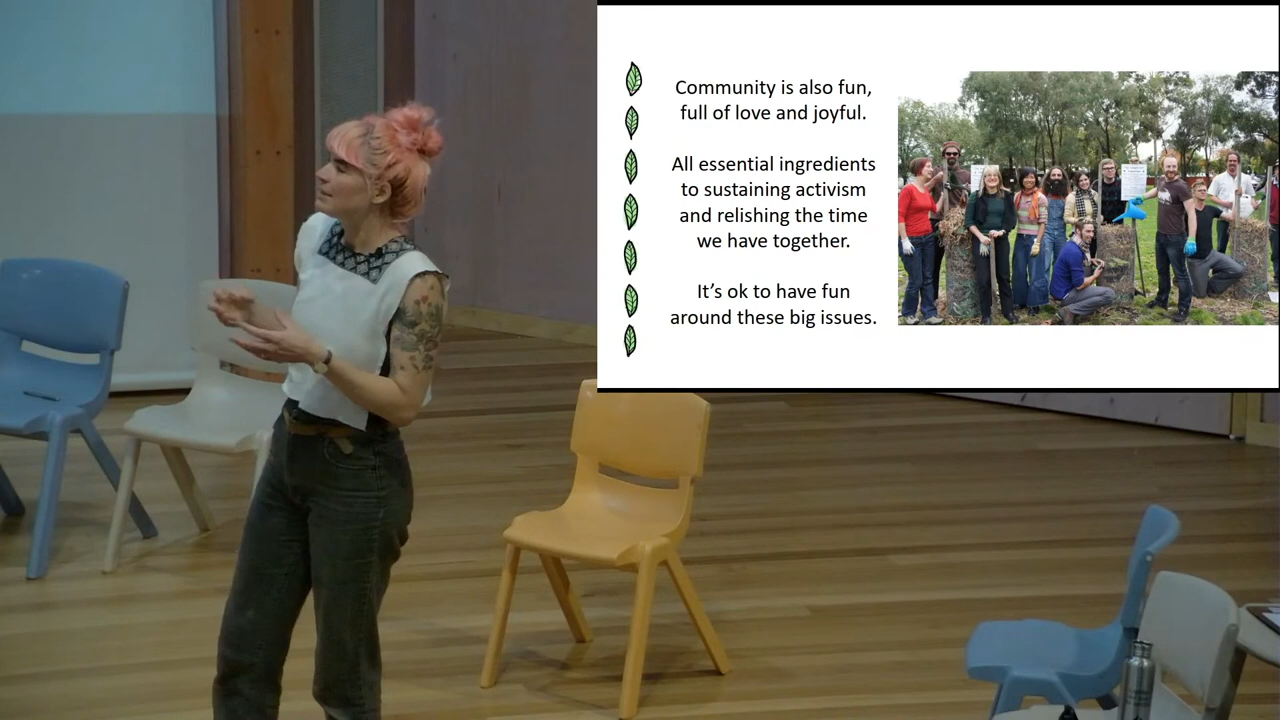 Community is also fun,
full of love and joyful.
All essential ingredients
to sustaining activism
and relishing the time
we have together.
It's ok to have fun
around these big issues.